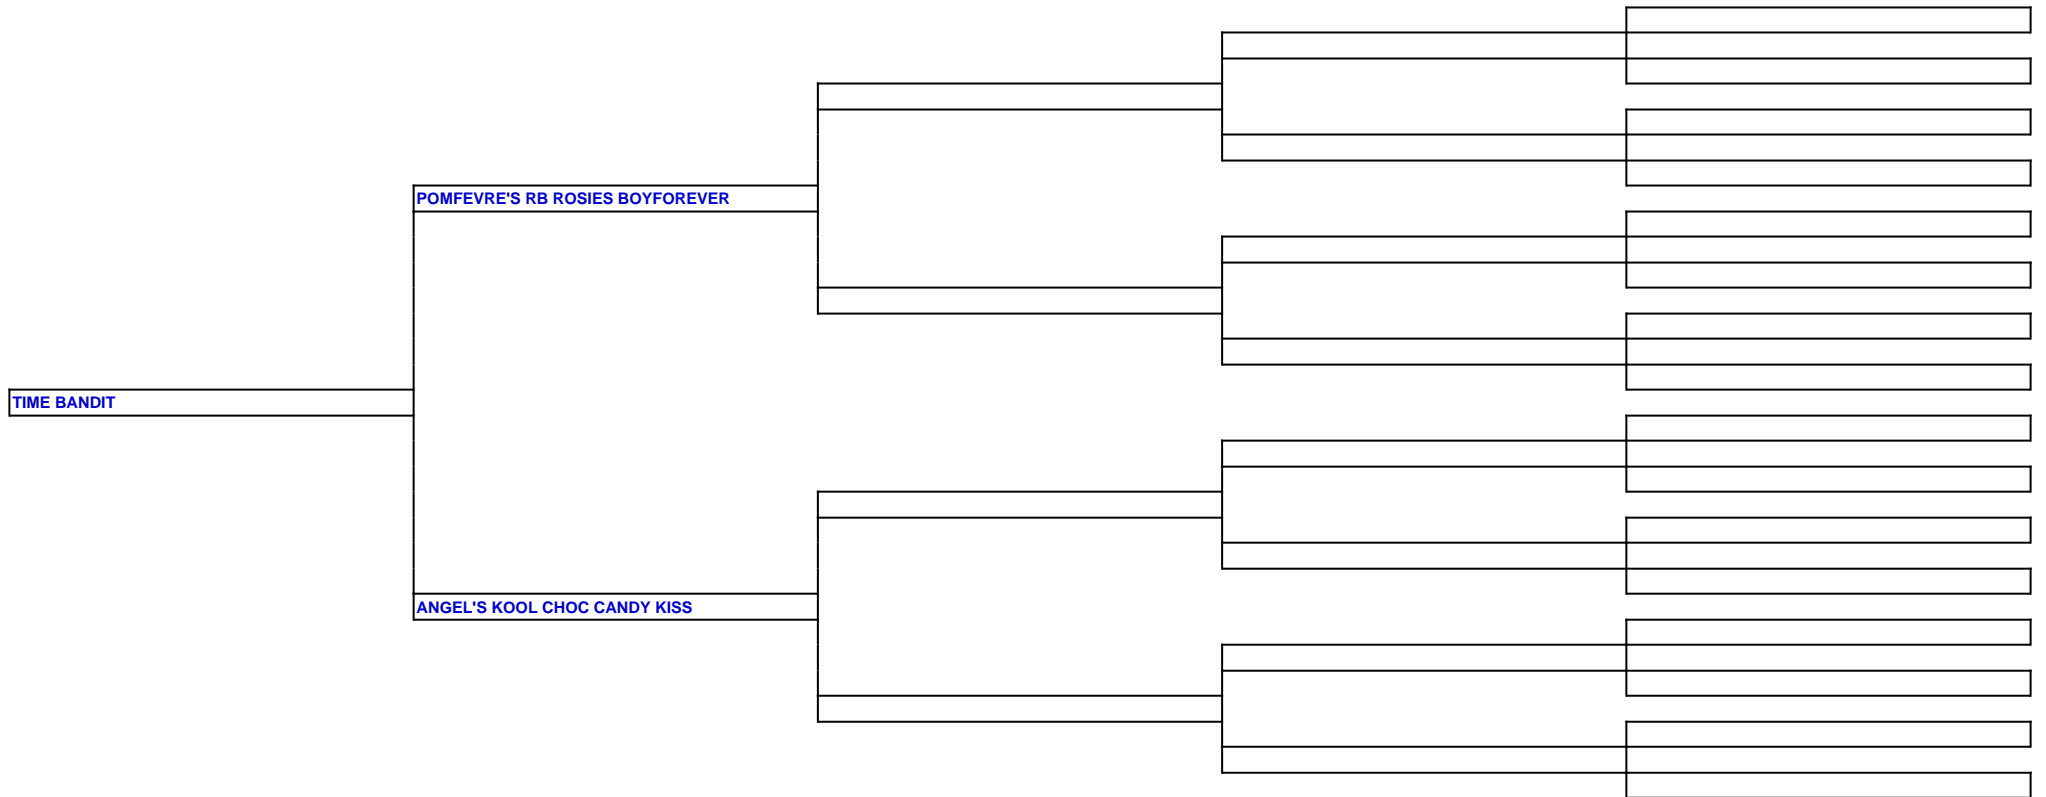 POMFEVRE'S RB ROSIES BOYFOREVER
TIME BANDIT
ANGEL'S KOOL CHOC CANDY KISS